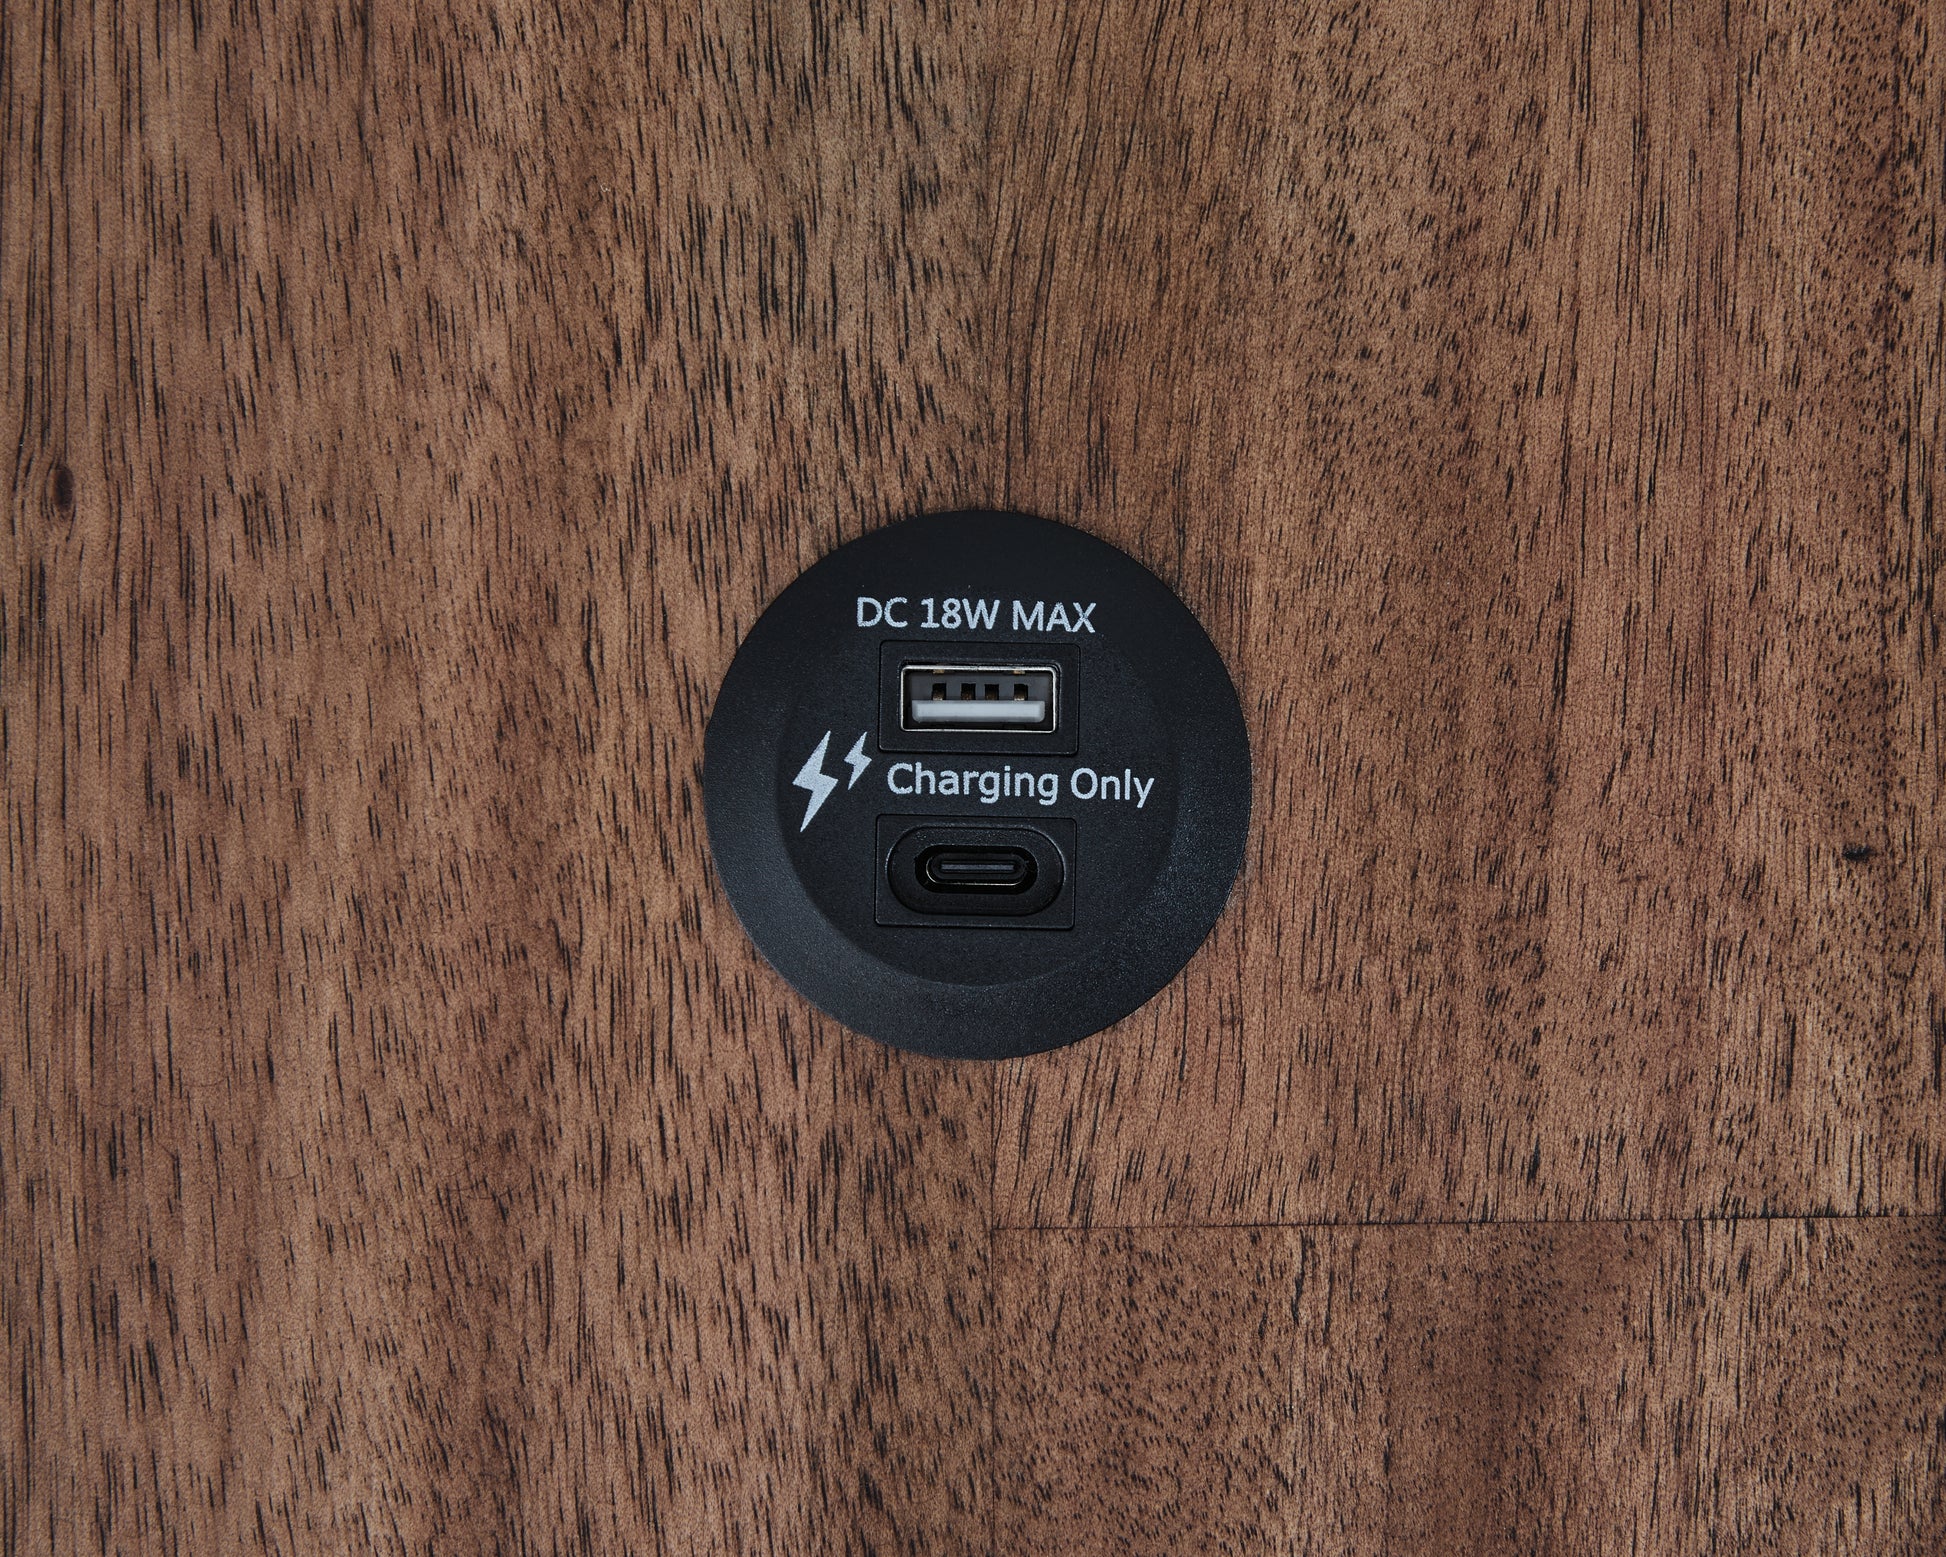 DC 18W MAX
Charging Only